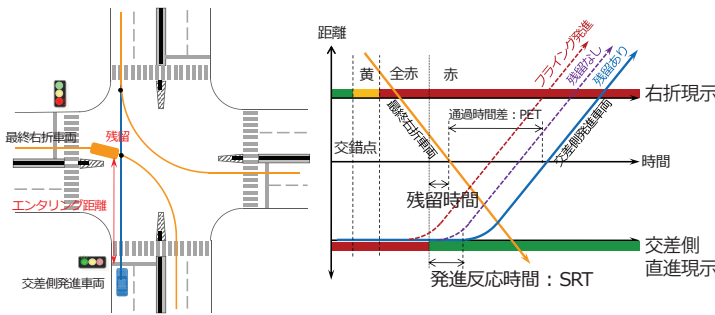 最終右折車両
残留
エンタリング距離
交差側発進車両
距離
黄
全赤
赤
フライング発進
残留なし
残留あり
右折現示
最終右折車両
通過時間差：PET
交差側発進車両
交錯点
時間
残留時間
交差側
直進現示
発進反応時間：SRT